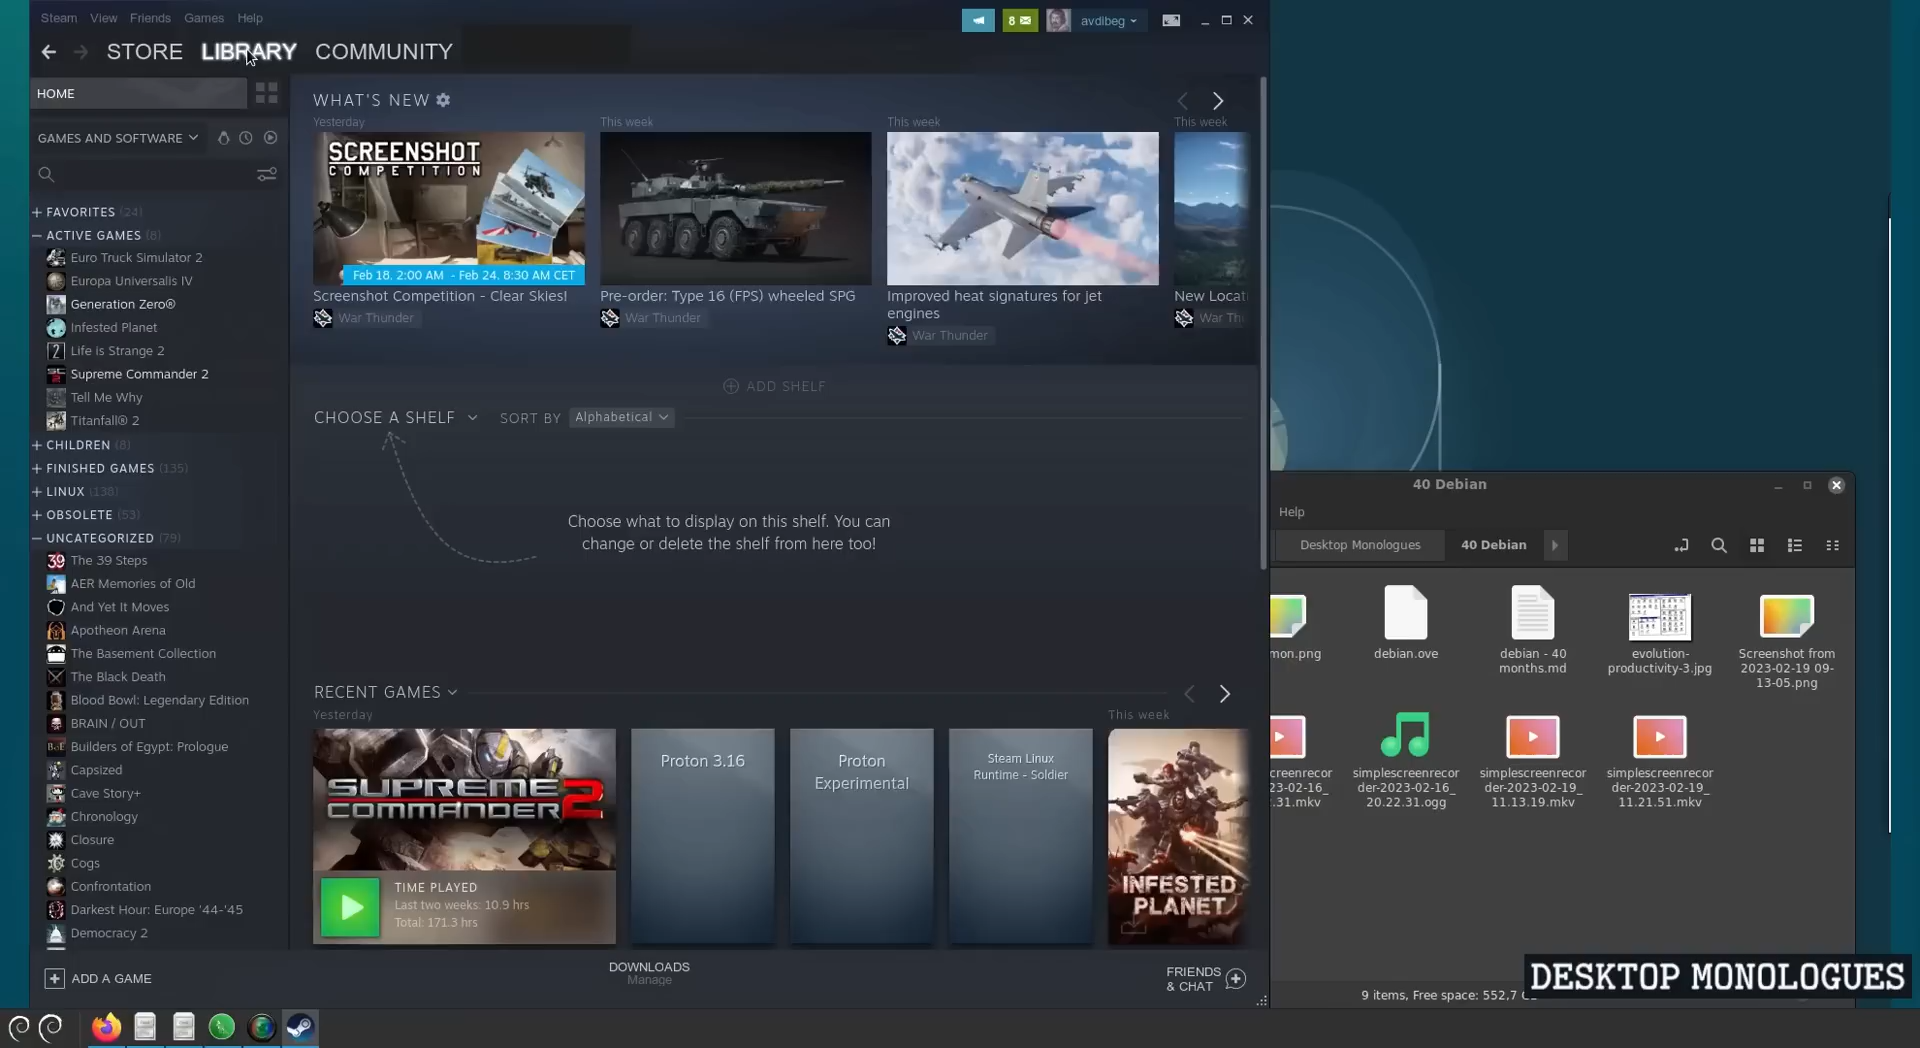 Steam View Friends Games Help
8 avdibeg
STORE LIBRARY COMMUNITY
HOME
GAMES AND SOFTWARE
FAVORITES (24)
ACTIVE GAMES (8)
Euro Truck Simulator 2
Europa Universalis IV
Generation Zero®
Infested Planet
Life is Strange 2
Supreme Commander 2
Tell Me Why
Titanfall® 2
CHILDREN (8)
FINISHED GAMES (135)
LINUX (138)
OBSOLETE (53)
UNCATEGORIZED (79)
The 39 Steps
AER Memories of Old
And Yet It Moves
Apotheon Arena
The Basement Collection
The Black Death
Blood Bowl: Legendary Edition
BRAIN / OUT
Builders of Egypt: Prologue
Capsized
Cave Story+
Chronology
Closure
Cogs
Confrontation
Darkest Hour: Europe '44-'45
Democracy 2
ADD A GAME
WHAT'S NEW
Yesterday
SCREENSHOT
COMPETITION
Feb 18. 2:00 AM - Feb 24. 8:30 AM CET
Screenshot Competition - Clear Skies!
War Thunder
This week
Pre-order: Type 16 (FPS) wheeled SPG
War Thunder
This week
Improved heat signatures for jet
engines
War Thunder
This week
New Locati
War Th
ADD SHELF
CHOOSE A SHELF SORT BY Alphabetical
Choose what to display on this shelf. You can
change or delete the shelf from here too!
RECENT GAMES
Yesterday
SUPREME
COMMANDER 2
TIME PLAYED
Last two weeks: 10.9 hrs
Total: 171.3 hrs
Proton 3.16
Proton
Experimental
Steam Linux
Runtime - Soldier
This week
INFESTED
PLANET
DOWNLOADS
Manage
FRIENDS
& CHAT
40 Debian
Help
Desktop Monologues 40 Debian
mon.png
debian.ove
debian - 40
months.md
evolution-
productivity-3.jpg
Screenshot from
2023-02-19 09-
13-05.png
screenrecor
23-02-16_
.31.mkv
simplescreenrecor
der-2023-02-16_
20.22.31.ogg
simplescreenrecor
der-2023-02-19_
11.13.19.mkv
simplescreenrecor
der-2023-02-19_
11.21.51.mkv
9 items, Free space: 552,7 G
DESKTOP MONOLOGUES